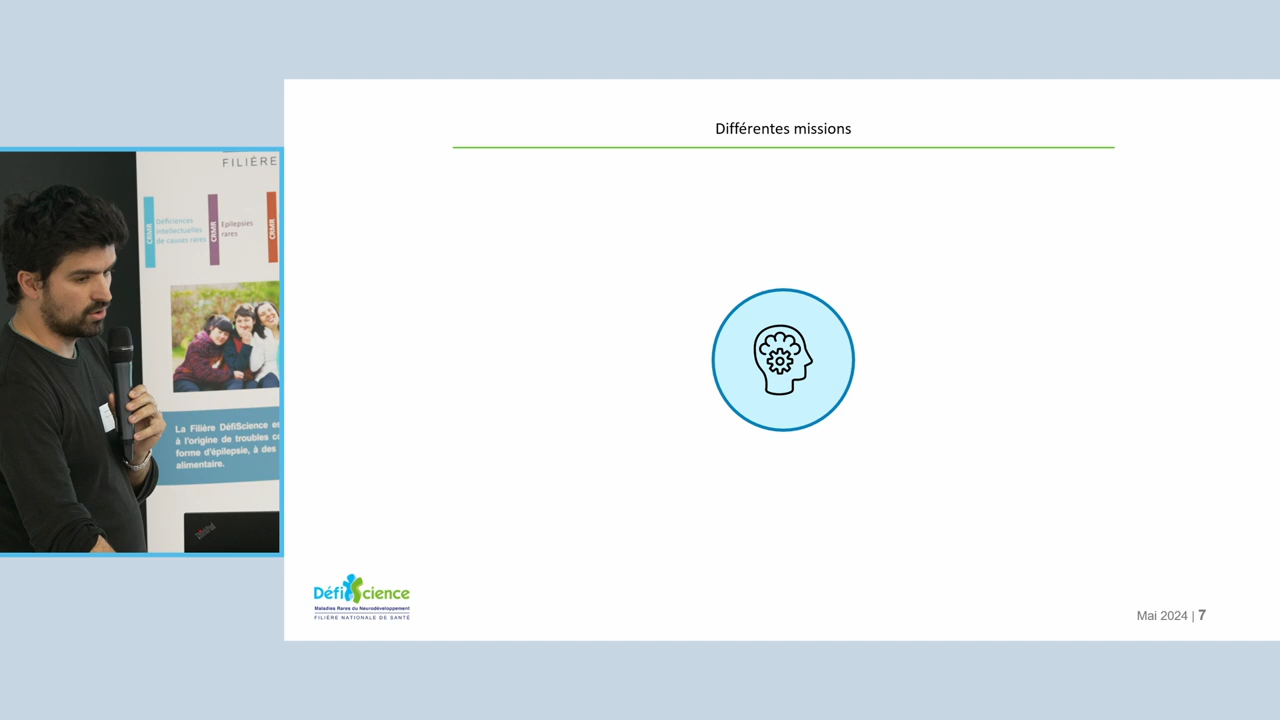 Différentes missions
FILIÈRE
CRMR
Déficiences
intellectuelles
de causes rares
CRMR
Epilepsies
rares
CRMR
La Filière DéfiScience es
à l'origine de troubles co
forme d'épilepsie, à des
alimentaire.
ThinkPad
DéfiScience
Maladies Rares du Neurodéveloppement
FILIÈRE NATIONALE DE SANTÉ
Mai 2024 | 7